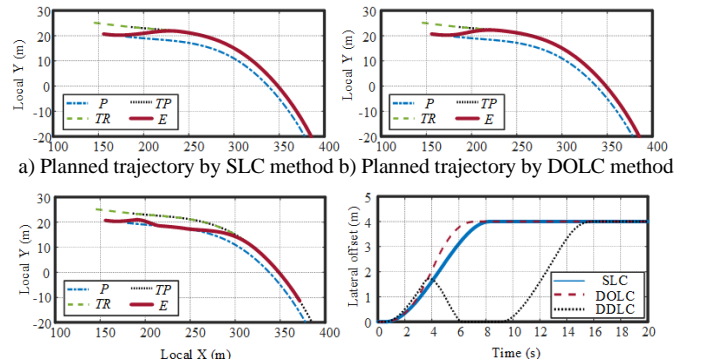 30
20
10
0
-10
-20
Local Y (m)
P
TP
TR
E
100 150 200 250 300 350 400
30
20
10
0
-10
-20
Local Y (m)
P
TP
TR
E
100 150 200 250 300 350 400
a) Planned trajectory by SLC method b) Planned trajectory by DOLC method
30
20
10
0
-10
-20
Local Y (m)
P
TP
TR
E
100 150 200 250 300 350 400
Local X (m)
5
4
3
2
1
0
Lateral offset (m)
SLC
DOLC
DDLC
0 2 4 6 8 10 12 14 16 18 20
Time (s)